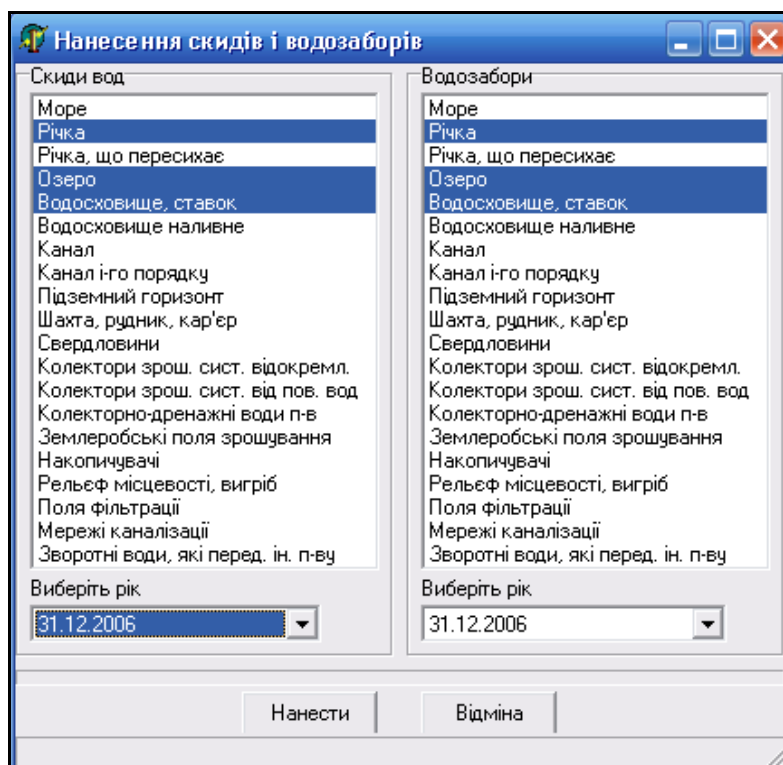 Нанесення скидів і водозаборів
Скиди вод
Море
Річка
Річка, що пересихає
Озеро
Водосховище, ставок
Водосховище наливне
Канал
Канал і-го порядку
Підземний горизонт
Шахта, рудник, кар'єр
Свердловини
Колектори зрош. сист. відокремл.
Колектори зрош. сист. від пов. вод
Колекторно-дренажні води п-в
Землеробські поля зрошування
Накопичувачі
Рельєф місцевості, вигріб
Поля фільтрації
Мережі каналізації
Зворотні води, які перед. ін. п-ву
Виберіть рік
31.12.2006
Водозабори
Море
Річка
Річка, що пересихає
Озеро
Водосховище, ставок
Водосховище наливне
Канал
Канал і-го порядку
Підземний горизонт
Шахта, рудник, кар'єр
Свердловини
Колектори зрош. сист. відокремл.
Колектори зрош. сист. від пов. вод
Колекторно-дренажні води п-в
Землеробські поля зрошування
Накопичувачі
Рельєф місцевості, вигріб
Поля фільтрації
Мережі каналізації
Зворотні води, які перед. ін. п-ву
Виберіть рік
31.12.2006
Нанести
Відміна